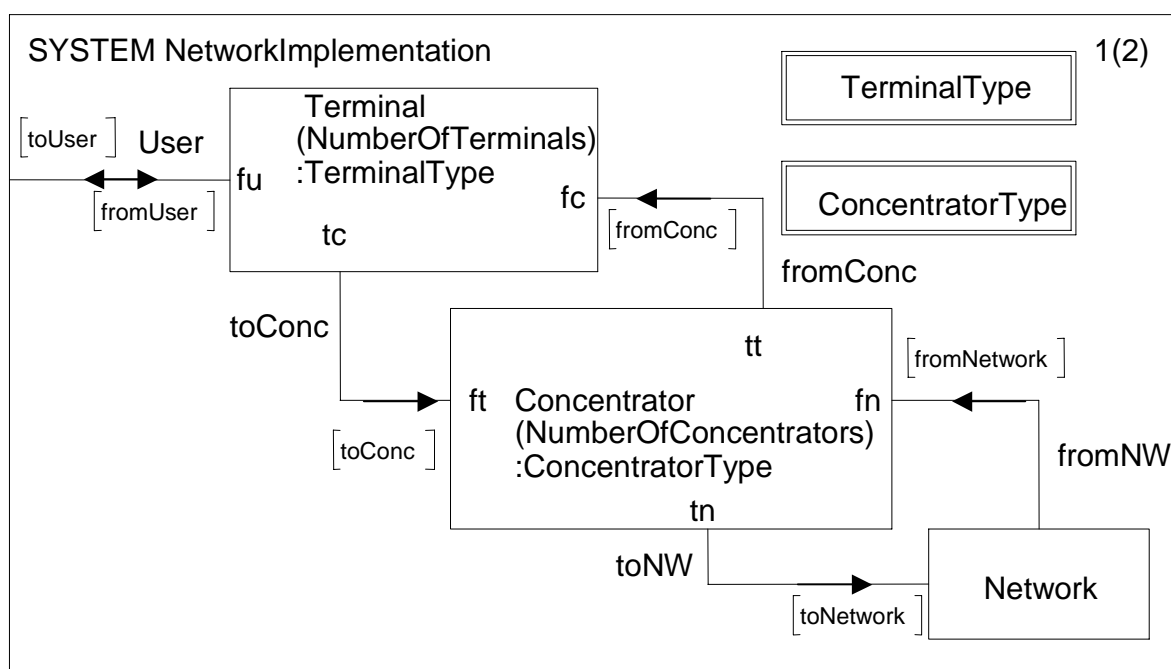 SYSTEM NetworkImplementation
1(2)
TerminalType
Terminal
(NumberOfTerminals)
:TerminalType
[toUser]
User
fu
[fromUser]
fc
[fromConc]
tc
ConcentratorType
fromConc
toConc
tt
[fromNetwork]
ft
Concentrator
(NumberOfConcentrators)
:ConcentratorType
fn
[toConc]
fromNW
tn
toNW
Network
[toNetwork]